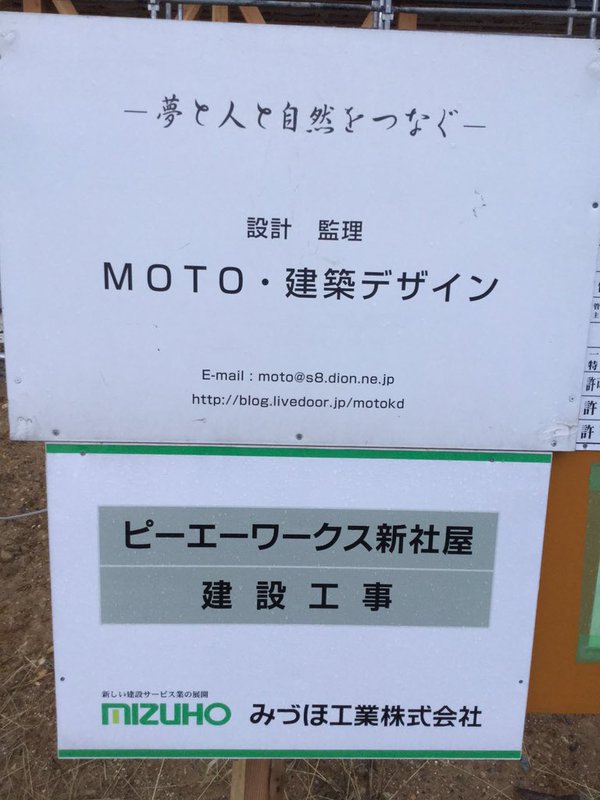 ―夢と人と自然をつなぐ―
設計　監理
ＭＯＴＯ・建築デザイン
E-mail : moto@s8.dion.ne.jp
http://blog.livedoor.jp/motokd
ピーエーワークス新社屋
建設工事
新しい建設サービス業の展開
MIZUHO みづほ工業株式会社